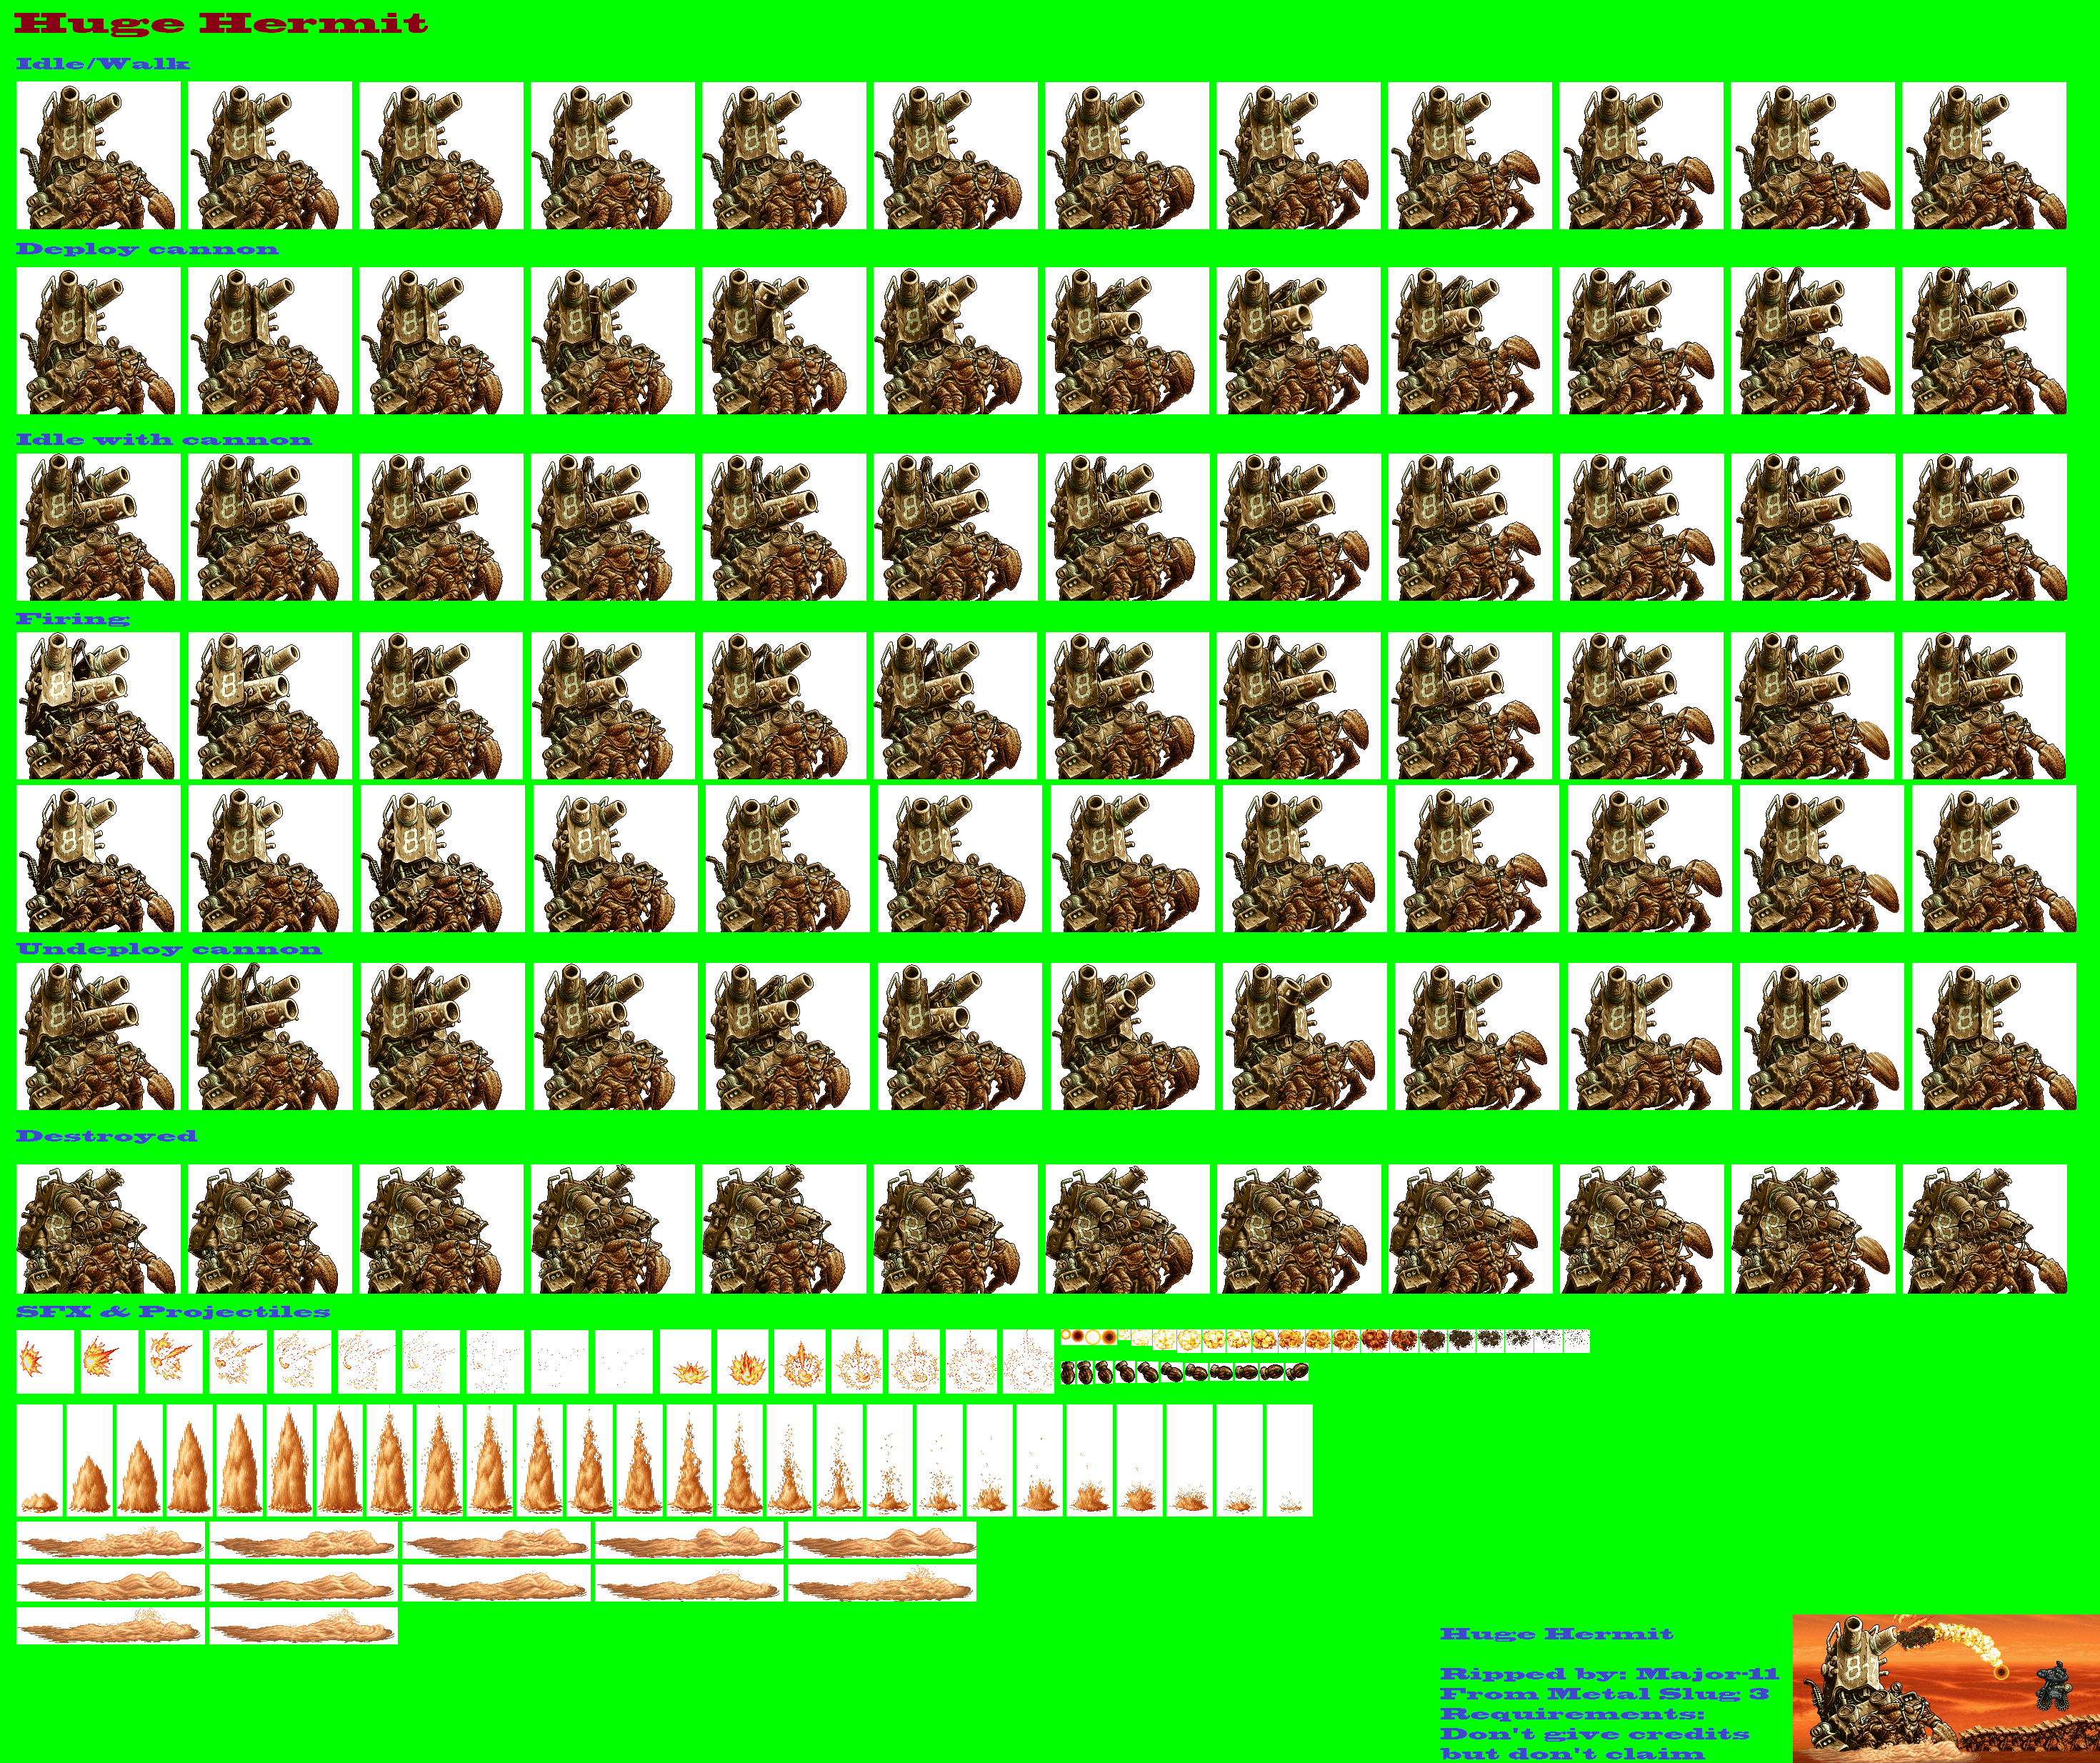 Huge Hermit
Idle/Walk
Deploy cannon
Idle with cannon
Firing
Undeploy cannon
Destroyed
SFX & Projectiles
Huge Hermit
Ripped by: Major-11
From Metal Slug 3
Requirements:
Don't give credits
but don't claim